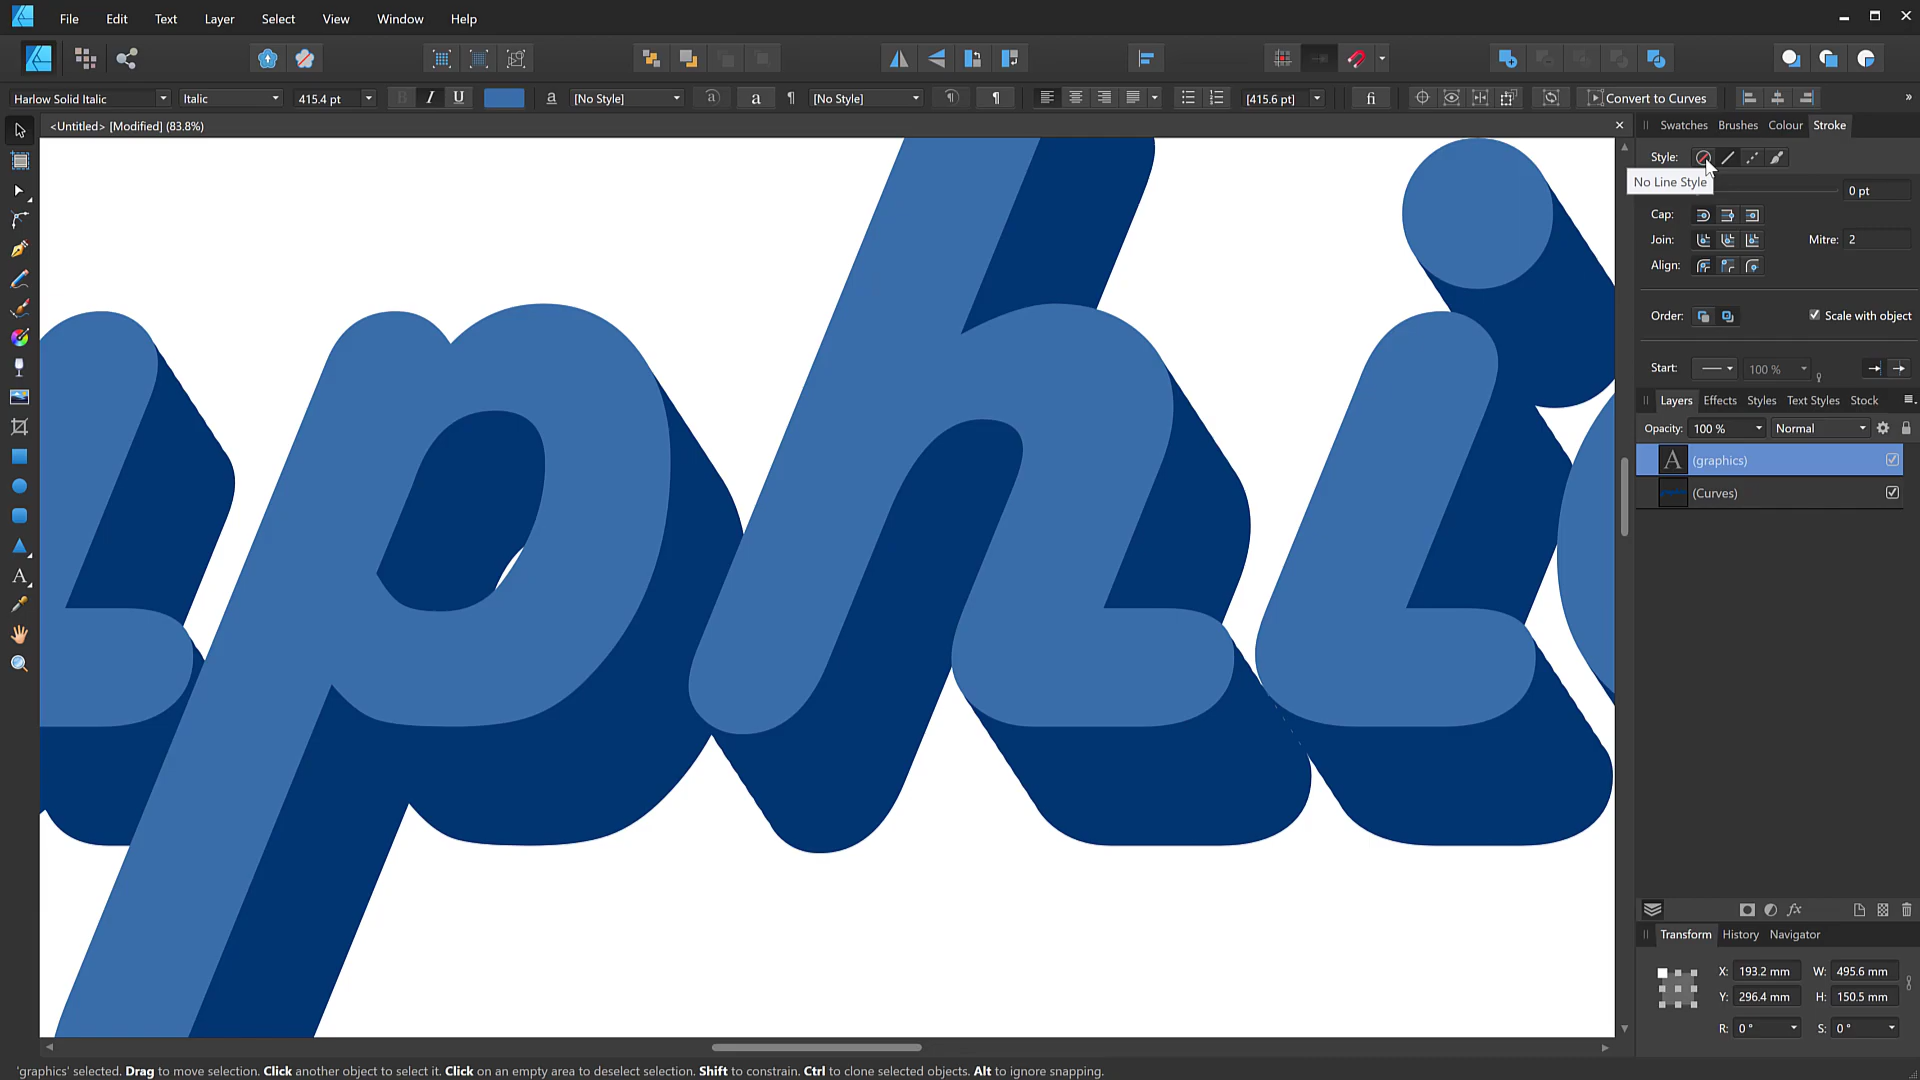 File Edit Text Layer Select View Window Help
Harlow Solid Italic Italic 415.4 pt B I U a [No Style] a a ¶ [No Style] ¶ ¶ [415.6 pt] fi Convert to Curves »
<Untitled> [Modified] (83.8%)
Swatches Brushes Colour Stroke
Style:
No Line Style
0 pt
Cap:
Join: Mitre: 2
Align:
Order: Scale with object
Start: 100 %
Layers Effects Styles Text Styles Stock
Opacity: 100 % Normal
A (graphics)
(Curves)
A
phi
fx
Transform History Navigator
X: 193.2 mm W: 495.6 mm
Y: 296.4 mm H: 150.5 mm
R: 0° S: 0°
'graphics' selected. Drag to move selection. Click another object to select it. Click on an empty area to deselect selection. Shift to constrain. Ctrl to clone selected objects. Alt to ignore snapping.